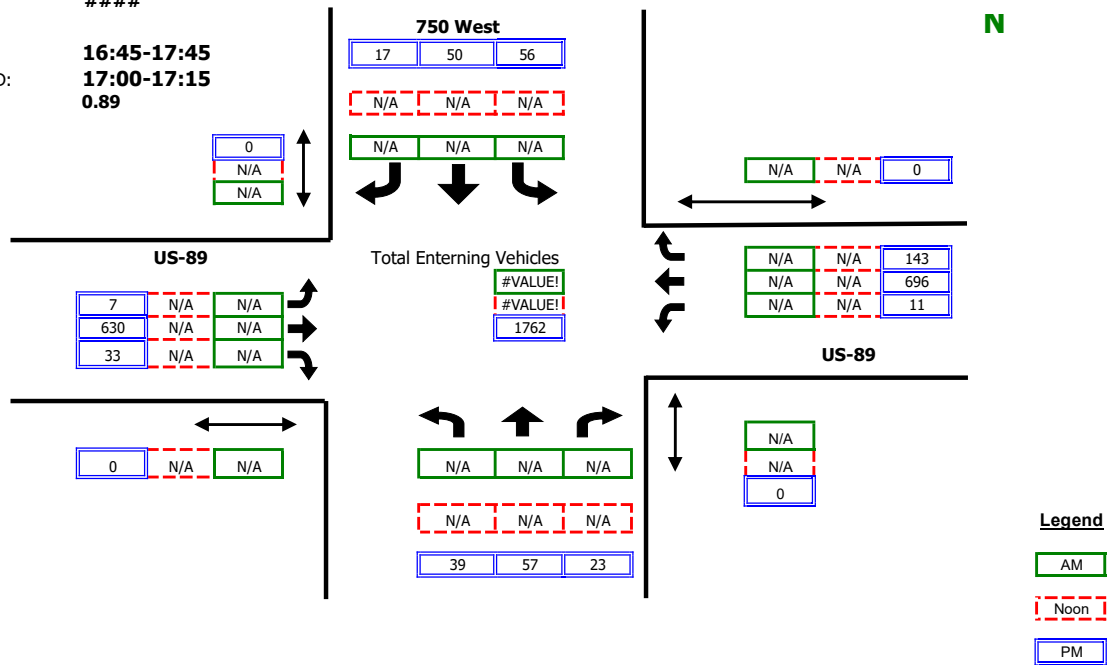 ####
750 West
N
16:45-17:45
17 50 56
O:
17:00-17:15
0.89
N/A N/A N/A
0
N/A N/A N/A
N/A
N/A N/A 0
N/A
US-89
Total Enterning Vehicles
N/A N/A 143
#VALUE!
N/A N/A 696
7 N/A N/A
#VALUE!
N/A N/A 11
630 N/A N/A
1762
33 N/A N/A
US-89
N/A
0 N/A N/A
N/A N/A N/A
N/A
0
N/A N/A N/A
Legend
39 57 23
AM
Noon
PM